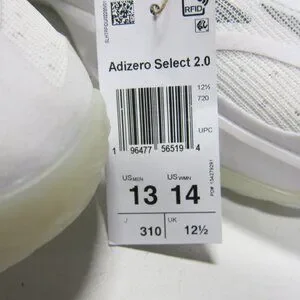 RFID
Adizero Select 2.0
12½
720
UPC
1 96477 56519 4
US MEN US WMN
13 14
J UK
310 12½